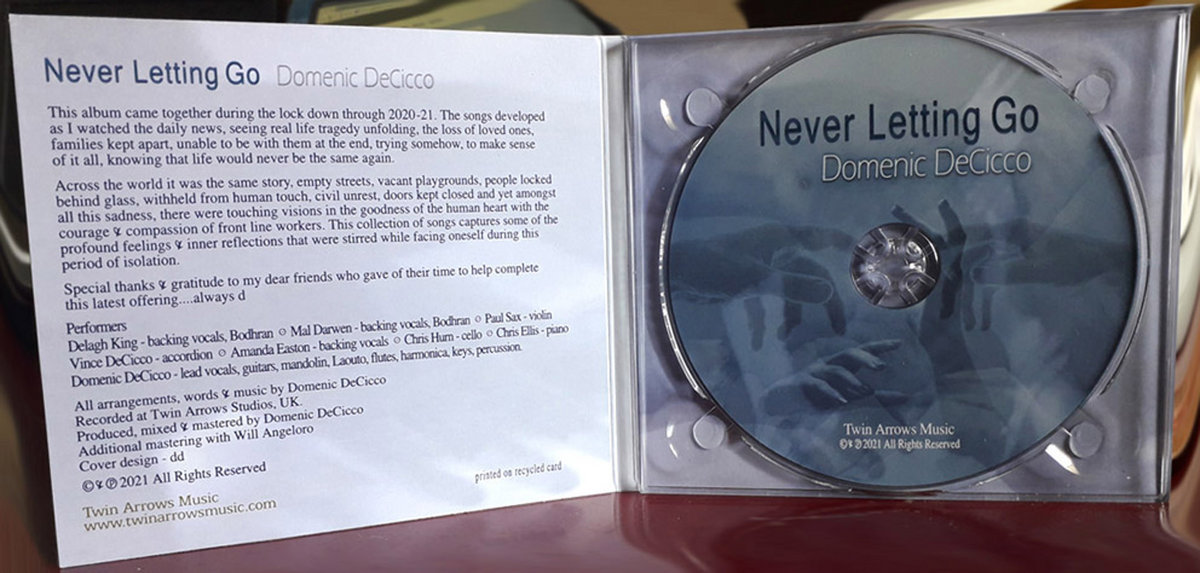 Never Letting Go Domenic DeCicco
This album came together during the lock down through 2020-21. The songs developed
as I watched the daily news, seeing real life tragedy unfolding, the loss of loved ones,
families kept apart, unable to be with them at the end, trying somehow, to make sense
of it all, knowing that life would never be the same again.
Across the world it was the same story, empty streets, vacant playgrounds, people locked
behind glass, withheld from human touch, civil unrest, doors kept closed and yet amongst
all this sadness, there were touching visions in the goodness of the human heart with the
courage & compassion of front line workers. This collection of songs captures some of the
profound feelings & inner reflections that were stirred while facing oneself during this
period of isolation.
Special thanks & gratitude to my dear friends who gave of their time to help complete
this latest offering....always d
Performers
Delagh King - backing vocals, Bodhran o Mal Darwen - backing vocals, Bodhran o Paul Sax - violin
Vince DeCicco - accordion o Amanda Easton - backing vocals o Chris Hurn - cello o Chris Ellis - piano
Domenic DeCicco - lead vocals, guitars, mandolin, Laouto, flutes, harmonica, keys, percussion.
All arrangements, words & music by Domenic DeCicco
Recorded at Twin Arrows Studios, UK.
Produced, mixed & mastered by Domenic DeCicco
Additional mastering with Will Angeloro
Cover design - dd
©&℗2021 All Rights Reserved
printed on recycled card
Twin Arrows Music
www.twinarrowsmusic.com
Never Letting Go
Domenic DeCicco
Twin Arrows Music
©&℗2021 All Rights Reserved